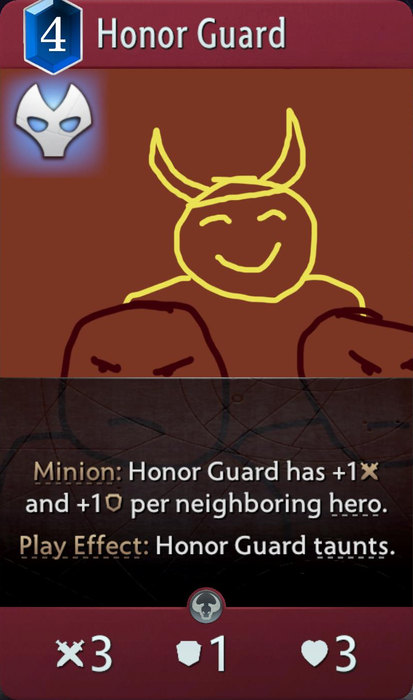 4 Honor Guard
Minion: Honor Guard has +1
and +1 per neighboring hero.
Play Effect: Honor Guard taunts.
3 1 3